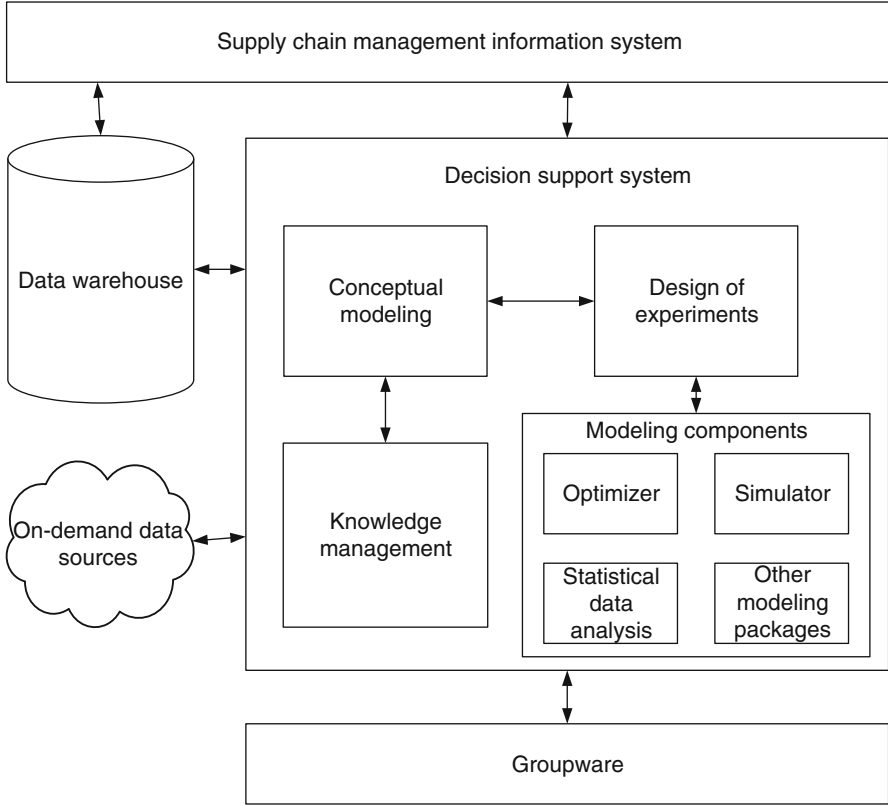 Supply chain management information system
Decision support system
Data warehouse
Conceptual
modeling
Design of
experiments
Modeling components
Optimizer
Simulator
On-demand data
sources
Knowledge
management
Statistical
data
analysis
Other
modeling
packages
Groupware